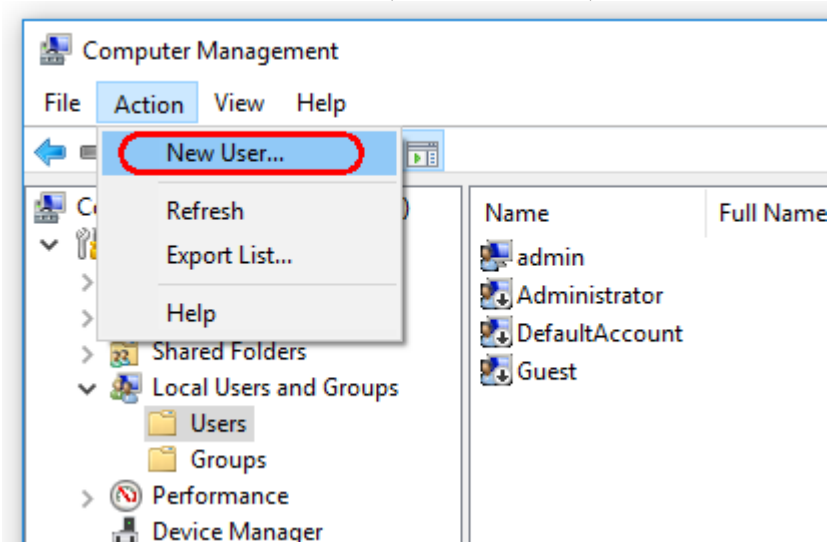 Computer Management
File Action View Help
New User...
Refresh
Export List...
Help
Shared Folders
Local Users and Groups
Users
Groups
Performance
Device Manager
Name Full Name
admin
Administrator
DefaultAccount
Guest